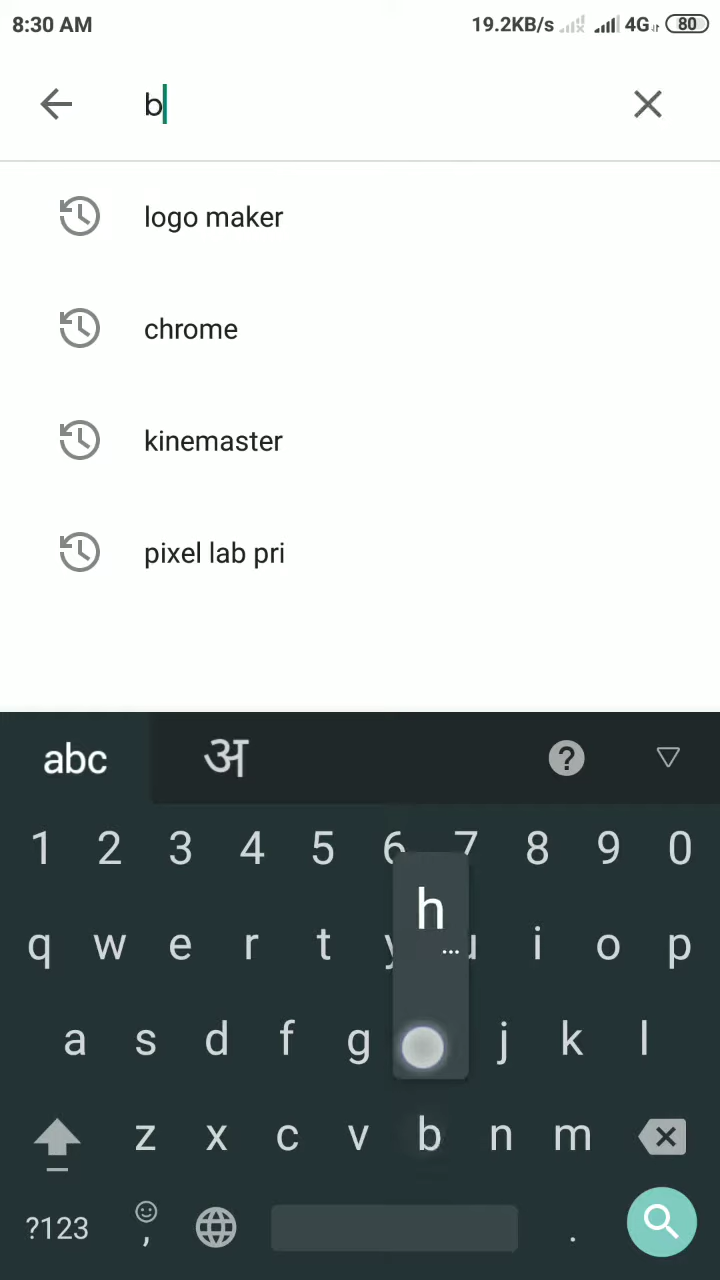 8:30 AM 19.2KB/s 4G 80
b
logo maker
chrome
kinemaster
pixel lab pri
abc अ ?
1 2 3 4 5 6 7 8 9 0
h
...
q w e r t y u i o p
a s d f g j k l
z x c v b n m
?123 , .